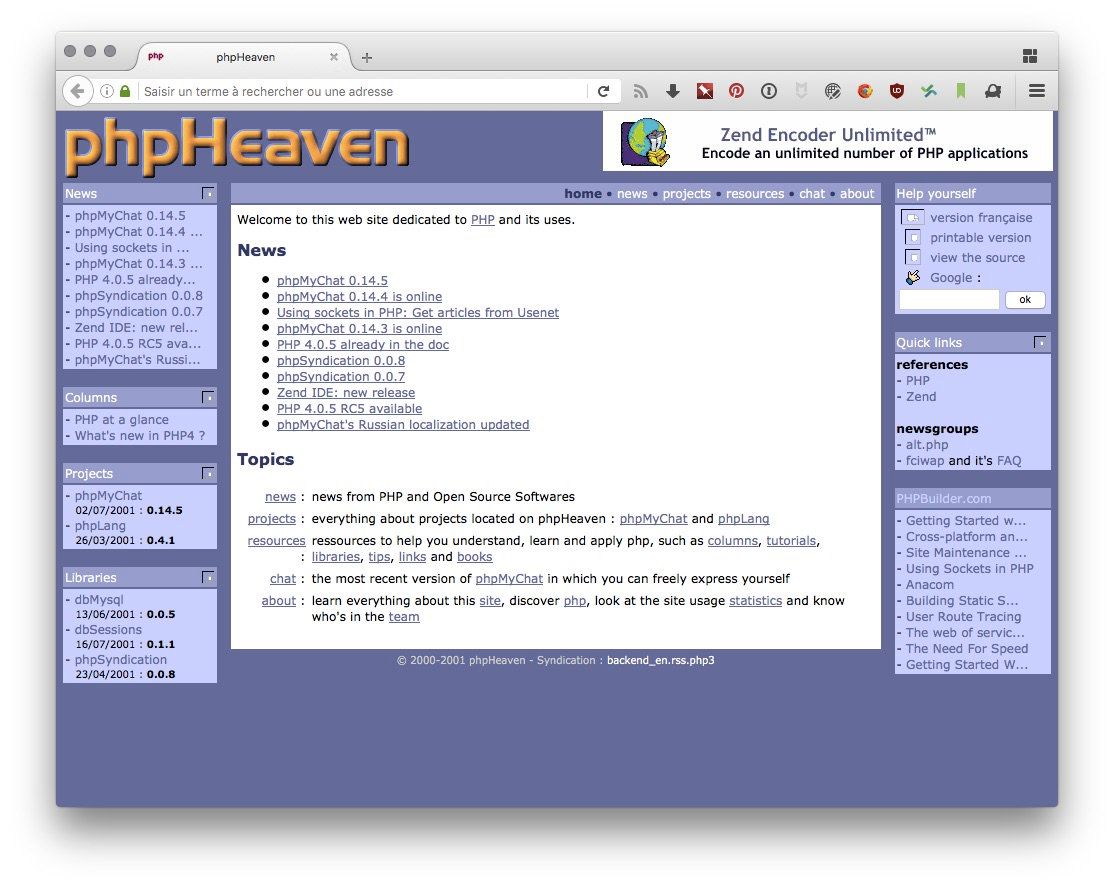 php phpHeaven
Saisir un terme à rechercher ou une adresse
phpHeaven
Zend Encoder Unlimited™
Encode an unlimited number of PHP applications
News
- phpMyChat 0.14.5
- phpMyChat 0.14.4 ...
- Using sockets in ...
- phpMyChat 0.14.3 ...
- PHP 4.0.5 already...
- phpSyndication 0.0.8
- phpSyndication 0.0.7
- Zend IDE: new rel...
- PHP 4.0.5 RC5 ava...
- phpMyChat's Russi...
Columns
- PHP at a glance
- What's new in PHP4 ?
Projects
- phpMyChat
02/07/2001 : 0.14.5
- phpLang
26/03/2001 : 0.4.1
Libraries
- dbMysql
13/06/2001 : 0.0.5
- dbSessions
16/07/2001 : 0.1.1
- phpSyndication
23/04/2001 : 0.0.8
home • news • projects • resources • chat • about
Welcome to this web site dedicated to PHP and its uses.
News
• phpMyChat 0.14.5
• phpMyChat 0.14.4 is online
• Using sockets in PHP: Get articles from Usenet
• phpMyChat 0.14.3 is online
• PHP 4.0.5 already in the doc
• phpSyndication 0.0.8
• phpSyndication 0.0.7
• Zend IDE: new release
• PHP 4.0.5 RC5 available
• phpMyChat's Russian localization updated
Topics
news : news from PHP and Open Source Softwares
projects : everything about projects located on phpHeaven : phpMyChat and phpLang
resources ressources to help you understand, learn and apply php, such as columns, tutorials,
: libraries, tips, links and books
chat : the most recent version of phpMyChat in which you can freely express yourself
about : learn everything about this site, discover php, look at the site usage statistics and know
who's in the team
© 2000-2001 phpHeaven - Syndication : backend_en.rss.php3
Help yourself
version française
printable version
view the source
Google :
ok
Quick links
references
- PHP
- Zend
newsgroups
- alt.php
- fciwap and it's FAQ
PHPBuilder.com
- Getting Started w...
- Cross-platform an...
- Site Maintenance ...
- Using Sockets in PHP
- Anacom
- Building Static S...
- User Route Tracing
- The web of servic...
- The Need For Speed
- Getting Started W...